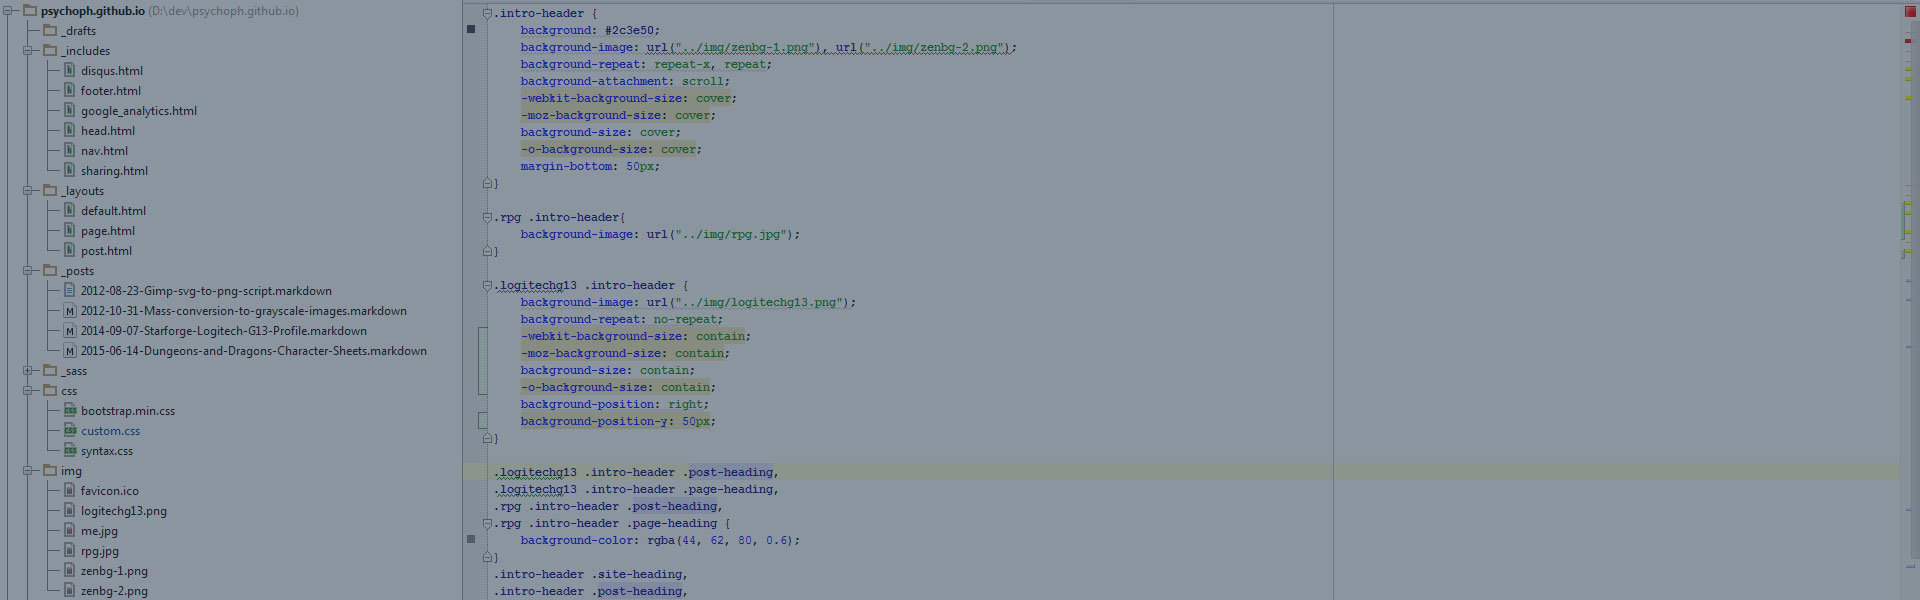 psychoph.github.io (D:\dev\psychoph.github.io)
_drafts
_includes
disqus.html
footer.html
google_analytics.html
head.html
nav.html
sharing.html
_layouts
default.html
page.html
post.html
_posts
2012-08-23-Gimp-svg-to-png-script.markdown
2012-10-31-Mass-conversion-to-grayscale-images.markdown
2014-09-07-Starforge-Logitech-G13-Profile.markdown
2015-06-14-Dungeons-and-Dragons-Character-Sheets.markdown
_sass
css
bootstrap.min.css
custom.css
syntax.css
img
favicon.ico
logitechg13.png
me.jpg
rpg.jpg
zenbg-1.png
zenbg-2.png
.intro-header {
background: #2c3e50;
background-image: url("../img/zenbg-1.png"), url("../img/zenbg-2.png");
background-repeat: repeat-x, repeat;
background-attachment: scroll;
-webkit-background-size: cover;
-moz-background-size: cover;
background-size: cover;
-o-background-size: cover;
margin-bottom: 50px;
}
.rpg .intro-header{
background-image: url("../img/rpg.jpg");
}
.logitechg13 .intro-header {
background-image: url("../img/logitechg13.png");
background-repeat: no-repeat;
-webkit-background-size: contain;
-moz-background-size: contain;
background-size: contain;
-o-background-size: contain;
background-position: right;
background-position-y: 50px;
}
.logitechg13 .intro-header .post-heading,
.logitechg13 .intro-header .page-heading,
.rpg .intro-header .post-heading,
.rpg .intro-header .page-heading {
background-color: rgba(44, 62, 80, 0.6);
}
.intro-header .site-heading,
.intro-header .post-heading,